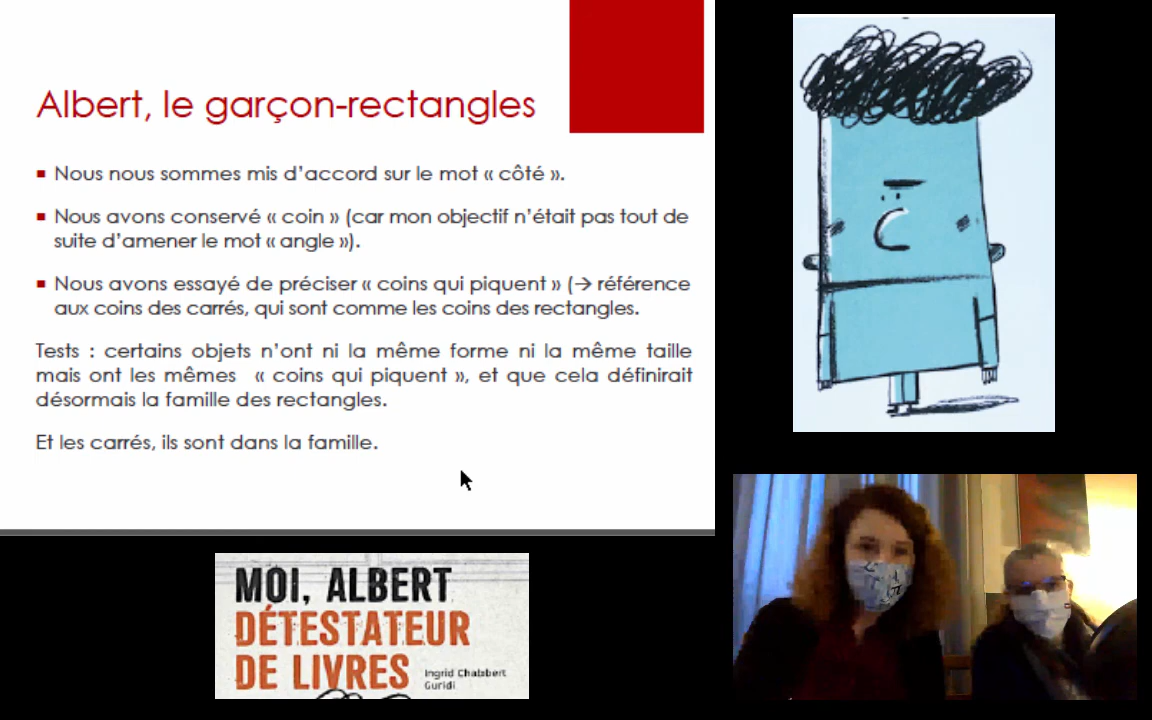 Albert, le garçon-rectangles
Nous nous sommes mis d’accord sur le mot « côté ».
Nous avons conservé « coin » (car mon objectif n’était pas tout de
suite d’amener le mot « angle »).
Nous avons essayé de préciser « coins qui piquent » (→ référence
aux coins des carrés, qui sont comme les coins des rectangles.
Tests : certains objets n’ont ni la même forme ni la même taille
mais ont les mêmes « coins qui piquent », et que cela définirait
désormais la famille des rectangles.
Et les carrés, ils sont dans la famille.
MOI, ALBERT
DÉTESTATEUR
DE LIVRES
Ingrid Chabbert
Guridi